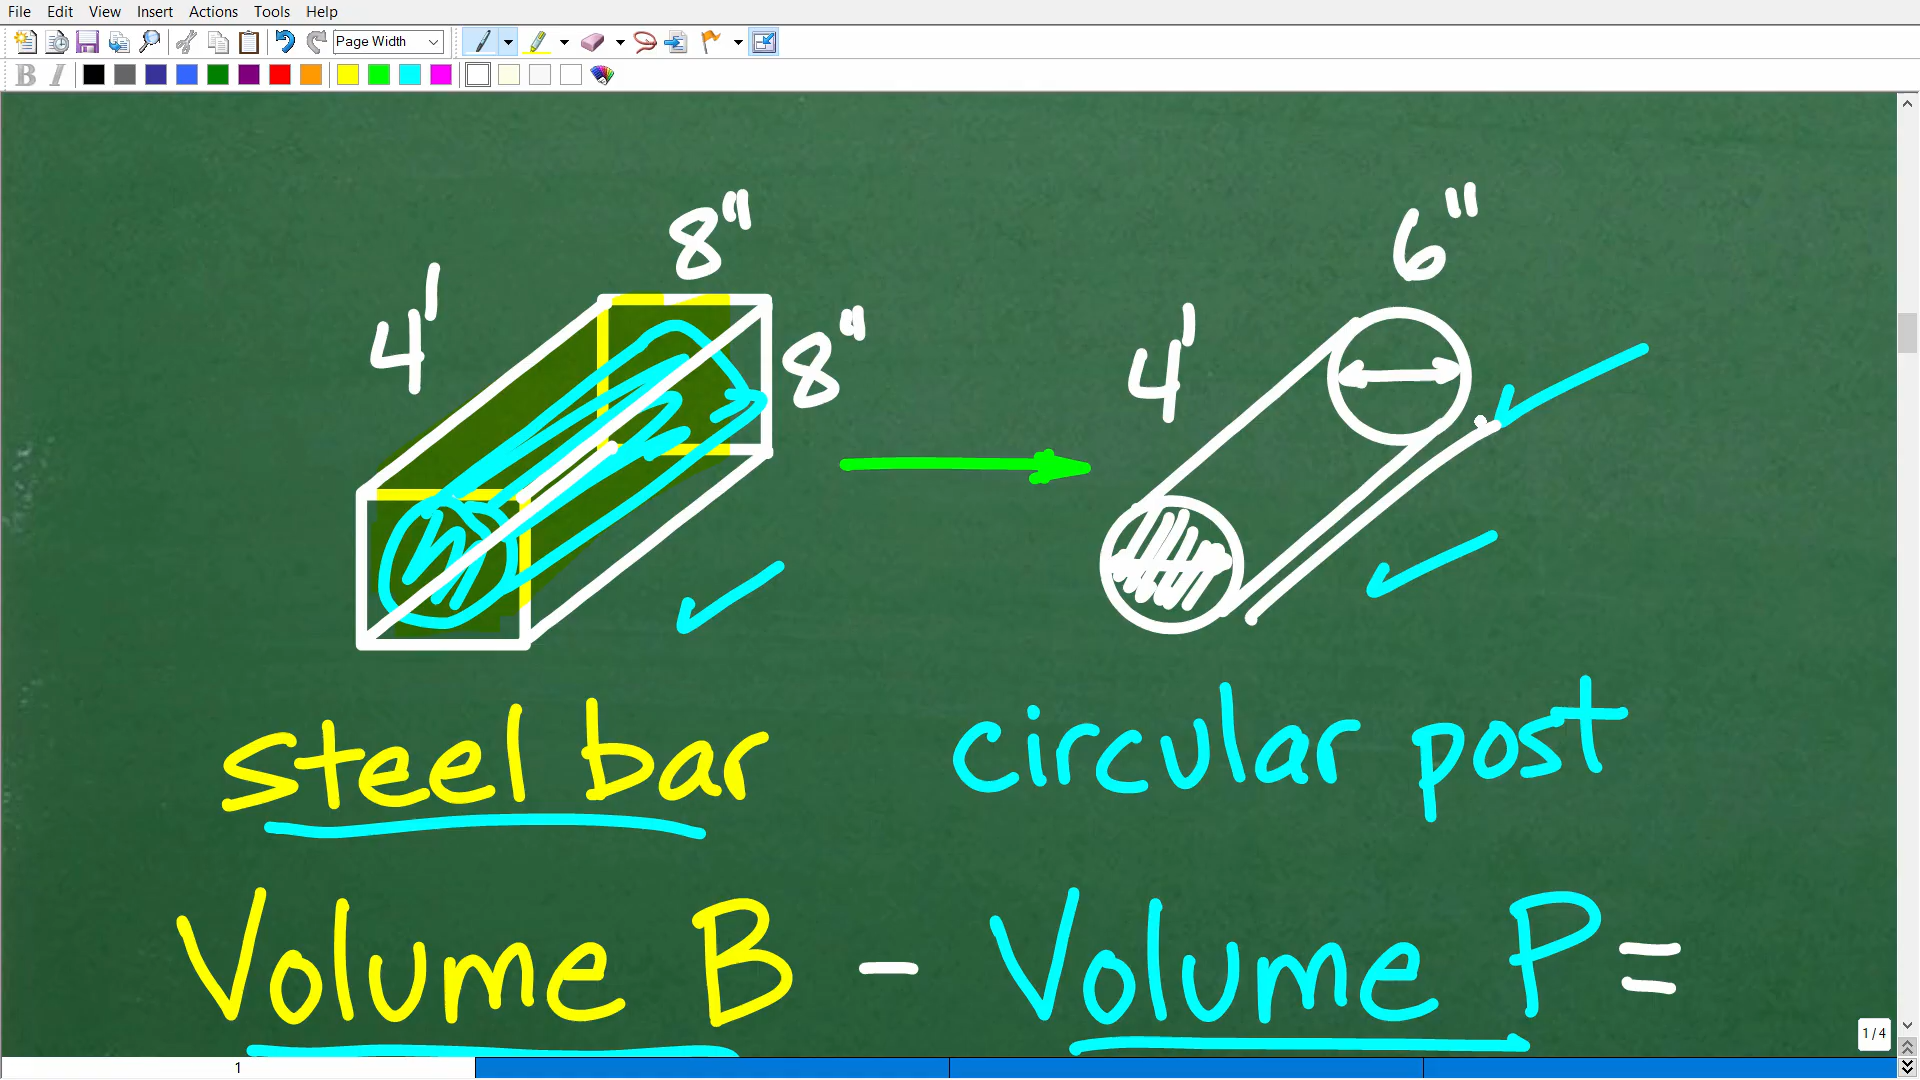 File Edit View Insert Actions Tools Help
Page Width
B I
8" 6"
4' 8" 4'
steel bar circular post
Volume B - Volume P =
1 / 4
1